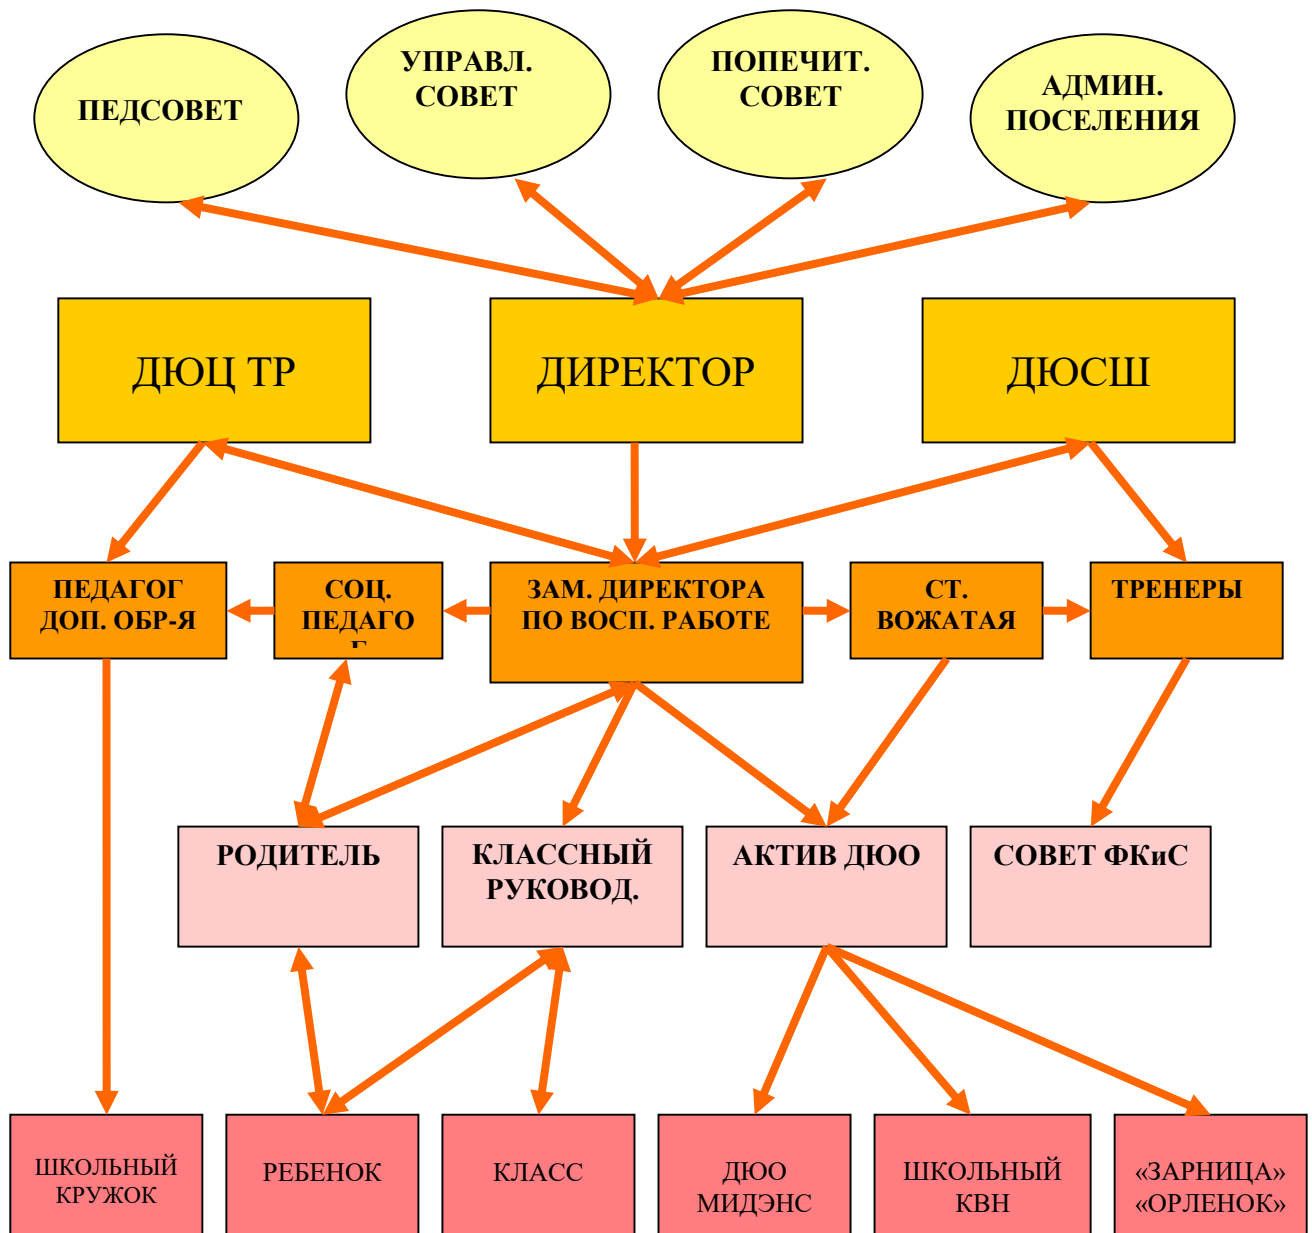 ПЕДСОВЕТ
УПРАВЛ.
СОВЕТ
ПОПЕЧИТ.
СОВЕТ
АДМИН.
ПОСЕЛЕНИЯ
ДЮЦ ТР
ДИРЕКТОР
ДЮСШ
ПЕДАГОГ
ДОП. ОБР-Я
СОЦ.
ПЕДАГО
Г
ЗАМ. ДИРЕКТОРА
ПО ВОСП. РАБОТЕ
СТ.
ВОЖАТАЯ
ТРЕНЕРЫ
РОДИТЕЛЬ
КЛАССНЫЙ
РУКОВОД.
АКТИВ ДЮО
СОВЕТ ФКиС
ШКОЛЬНЫЙ
КРУЖОК
РЕБЕНОК
КЛАСС
ДЮО
МИДЭНС
ШКОЛЬНЫЙ
КВН
«ЗАРНИЦА»
«ОРЛЕНОК»